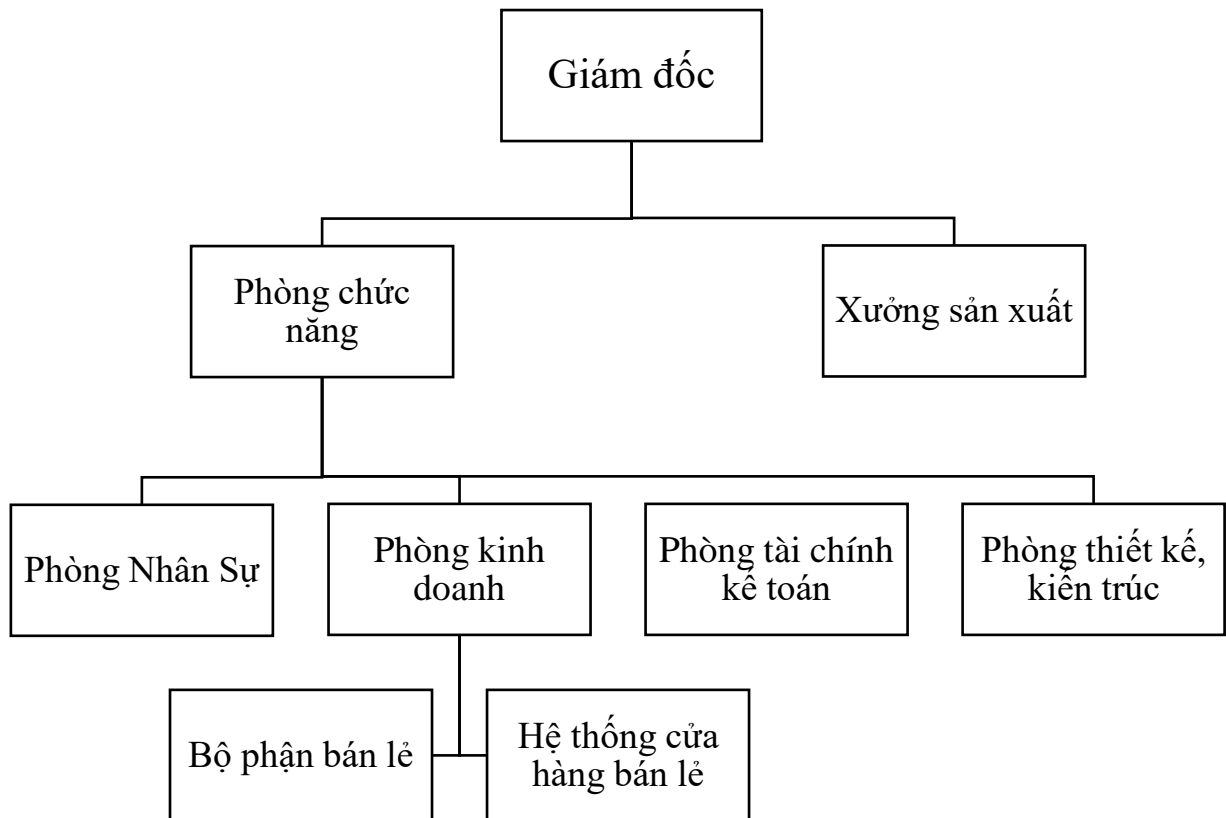 Giám đốc
Phòng chức
năng
Xưởng sản xuất
Phòng Nhân Sự
Phòng kinh
doanh
Phòng tài chính
kế toán
Phòng thiết kế,
kiến trúc
Bộ phận bán lẻ
Hệ thống cửa
hàng bán lẻ